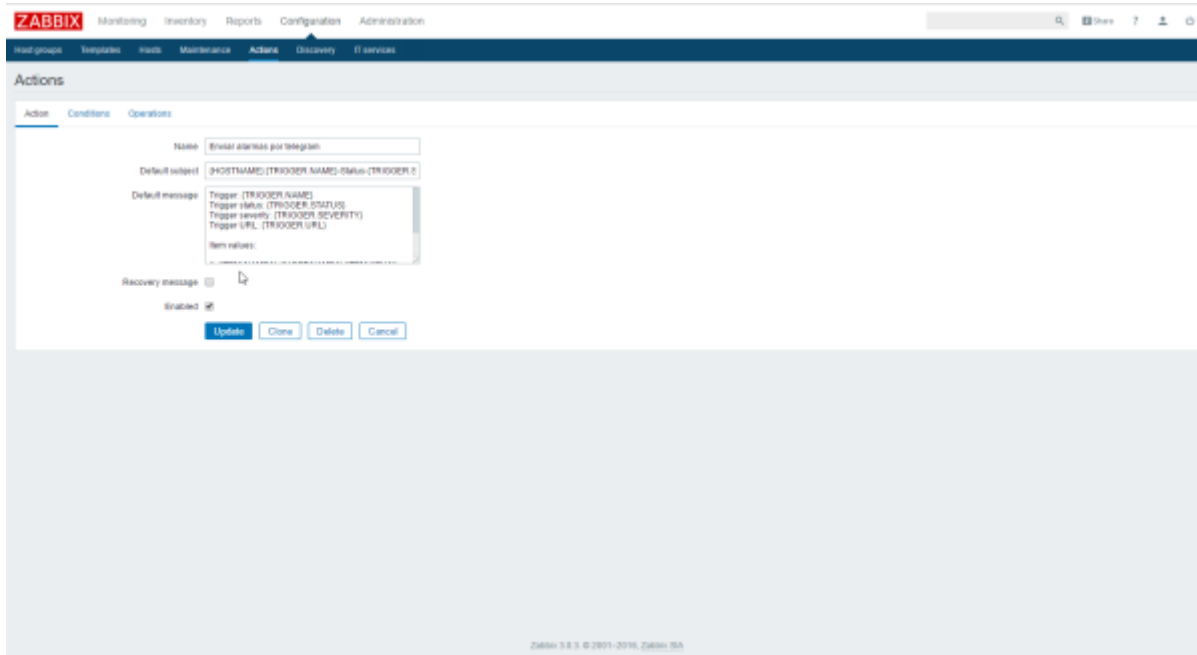 ZABBIX Monitoring Inventory Reports Configuration Administration
Share ?
Host groups Templates Hosts Maintenance Actions Discovery IT services
Actions
Action Conditions Operations
Name Enviar alarmas por telegram
Default subject {HOSTNAME}:{TRIGGER.NAME}-Status-{TRIGGER.S
Default message Trigger: {TRIGGER.NAME}
Trigger status: {TRIGGER.STATUS}
Trigger severity: {TRIGGER.SEVERITY}
Trigger URL: {TRIGGER.URL}
Item values:
Recovery message
Enabled
Update Clone Delete Cancel
Zabbix 3.0.3. © 2001–2016, Zabbix SIA